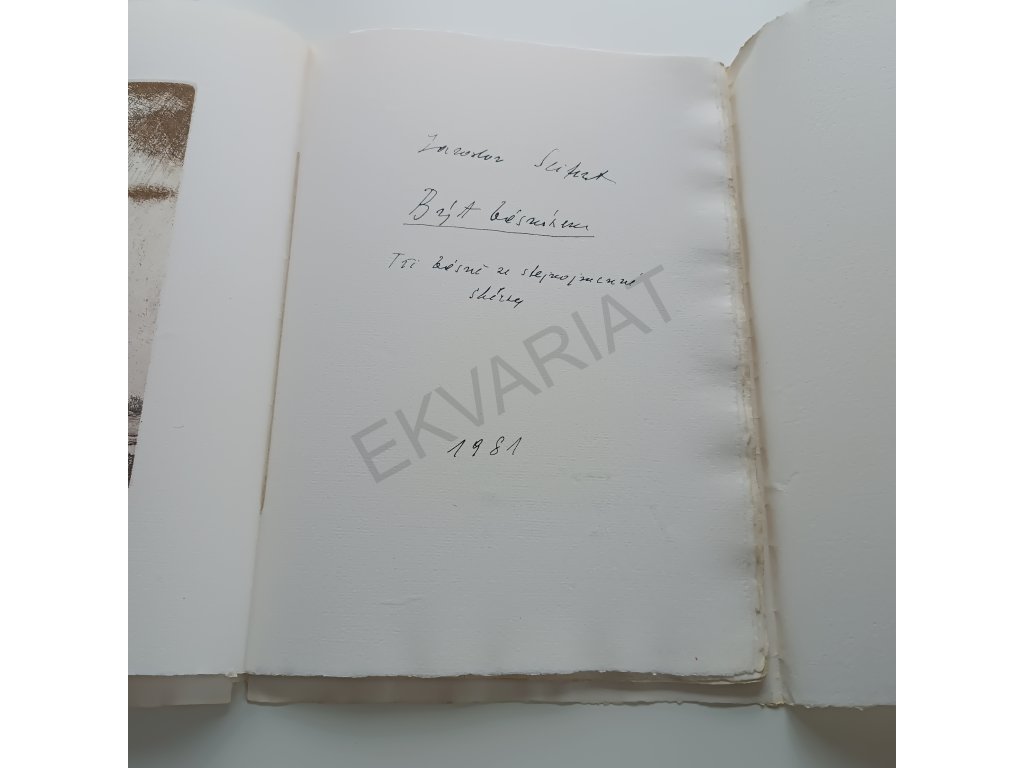 Jaroslav Seifert
Být básníkem
Tři básně ze stejnojmenné
sbírky
EKVARIAT
1981